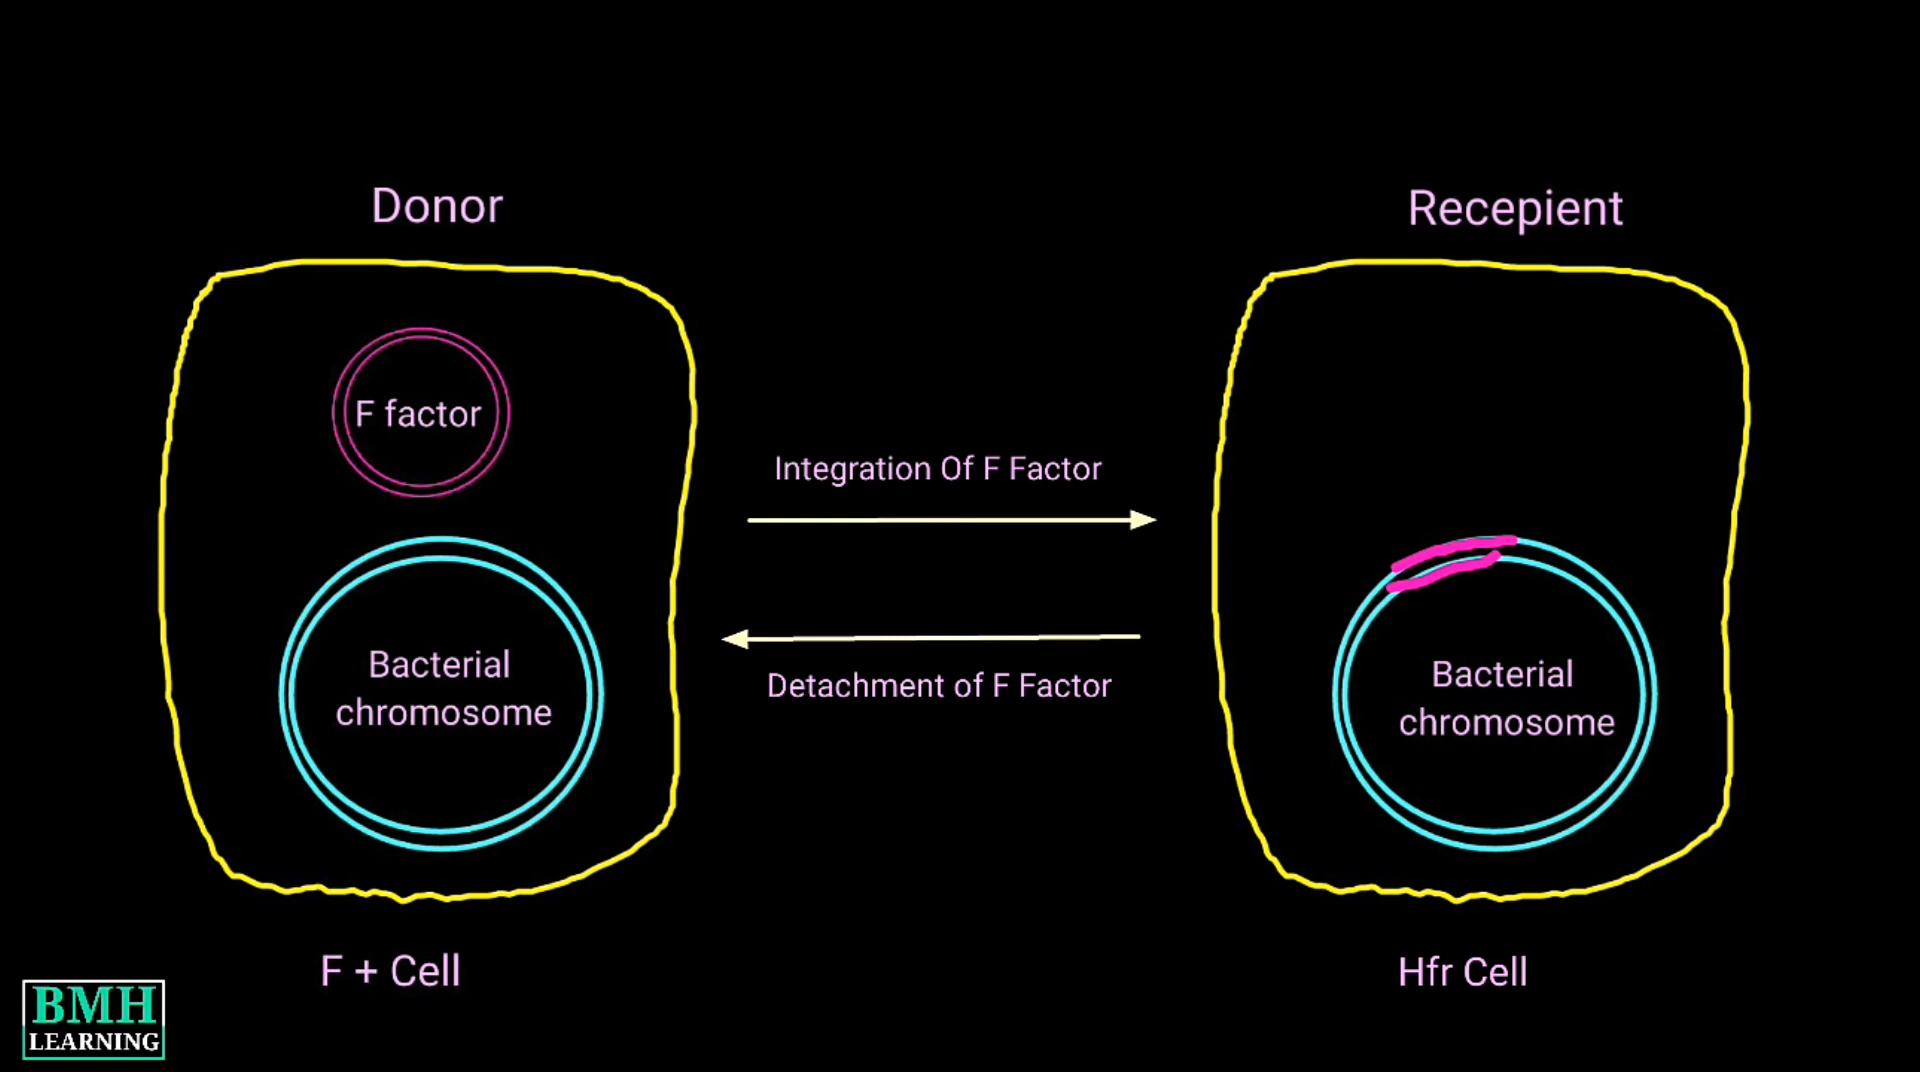 Donor
Recepient
F factor
Integration Of F Factor
Detachment of F Factor
Bacterial
chromosome
Bacterial
chromosome
F + Cell
Hfr Cell
BMH
LEARNING